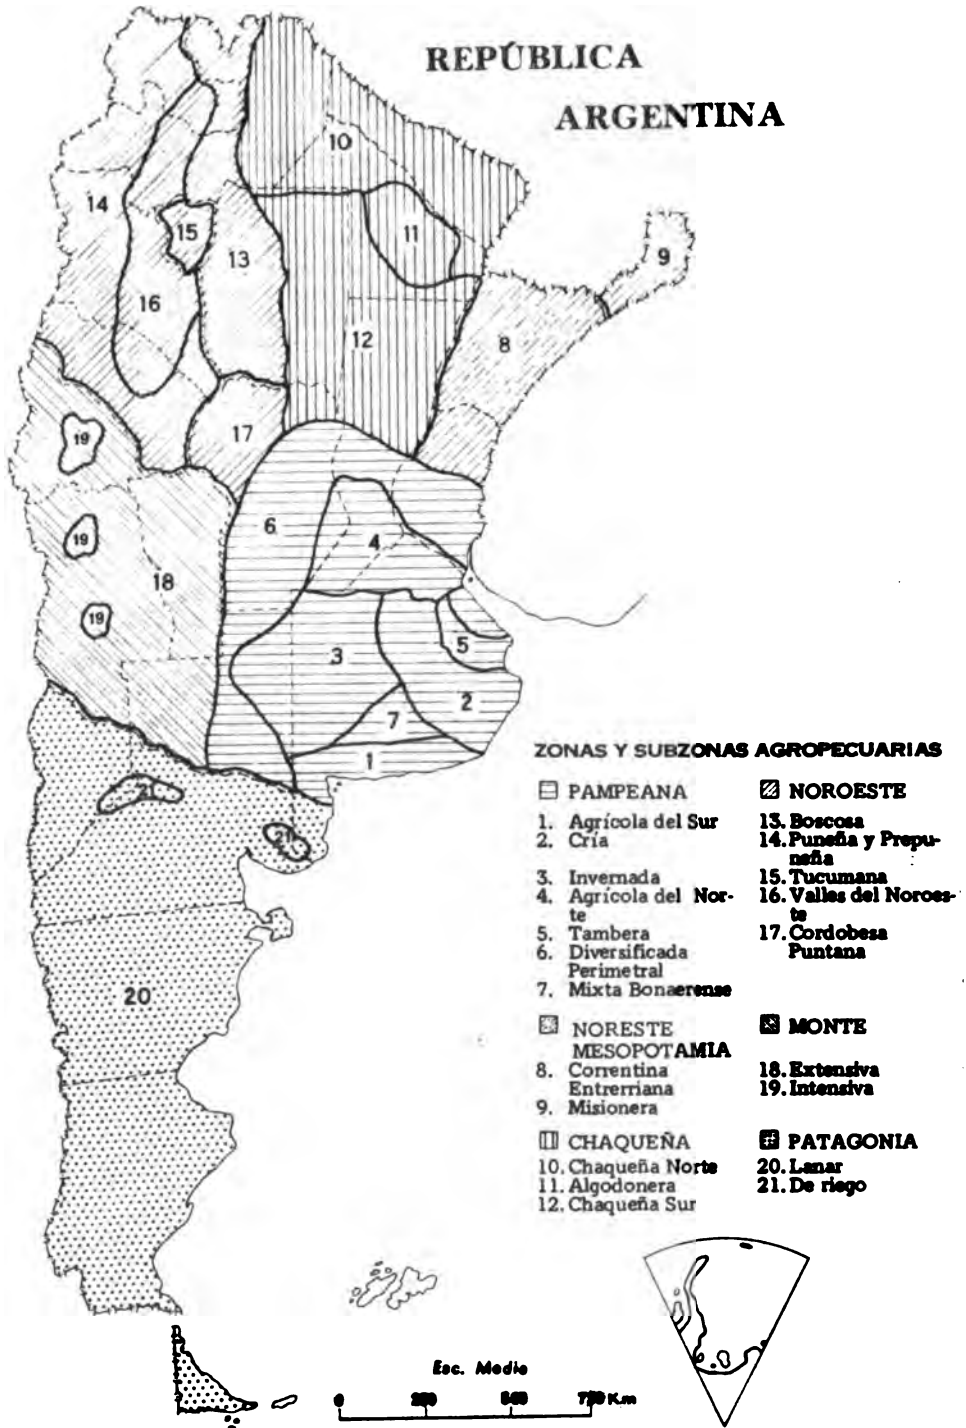 REPÚBLICA
ARGENTINA
10
14
15
11
13
9
16
12
8
19
17
6
19
4
18
19
5
3
2
7
1
21
21
20
ZONAS Y SUBZONAS AGROPECUARIAS
PAMPEANA
1. Agrícola del Sur
2. Cría
3. Invernada
4. Agrícola del Nor-
te
5. Tambera
6. Diversificada
Perimetral
7. Mixta Bonaerense
NORESTE
MESOPOTAMIA
8. Correntina
Entrerriana
9. Misionera
CHAQUEÑA
10. Chaqueña Norte
11. Algodonera
12. Chaqueña Sur
NOROESTE
13. Boscosa
14. Puneña y Prepu-
neña
15. Tucumana
16. Valles del Noroes-
te
17. Cordobesa
Puntana
MONTE
18. Extensiva
19. Intensiva
PATAGONIA
20. Lanar
21. De riego
Esc. Media
0 250 500 750 K.m